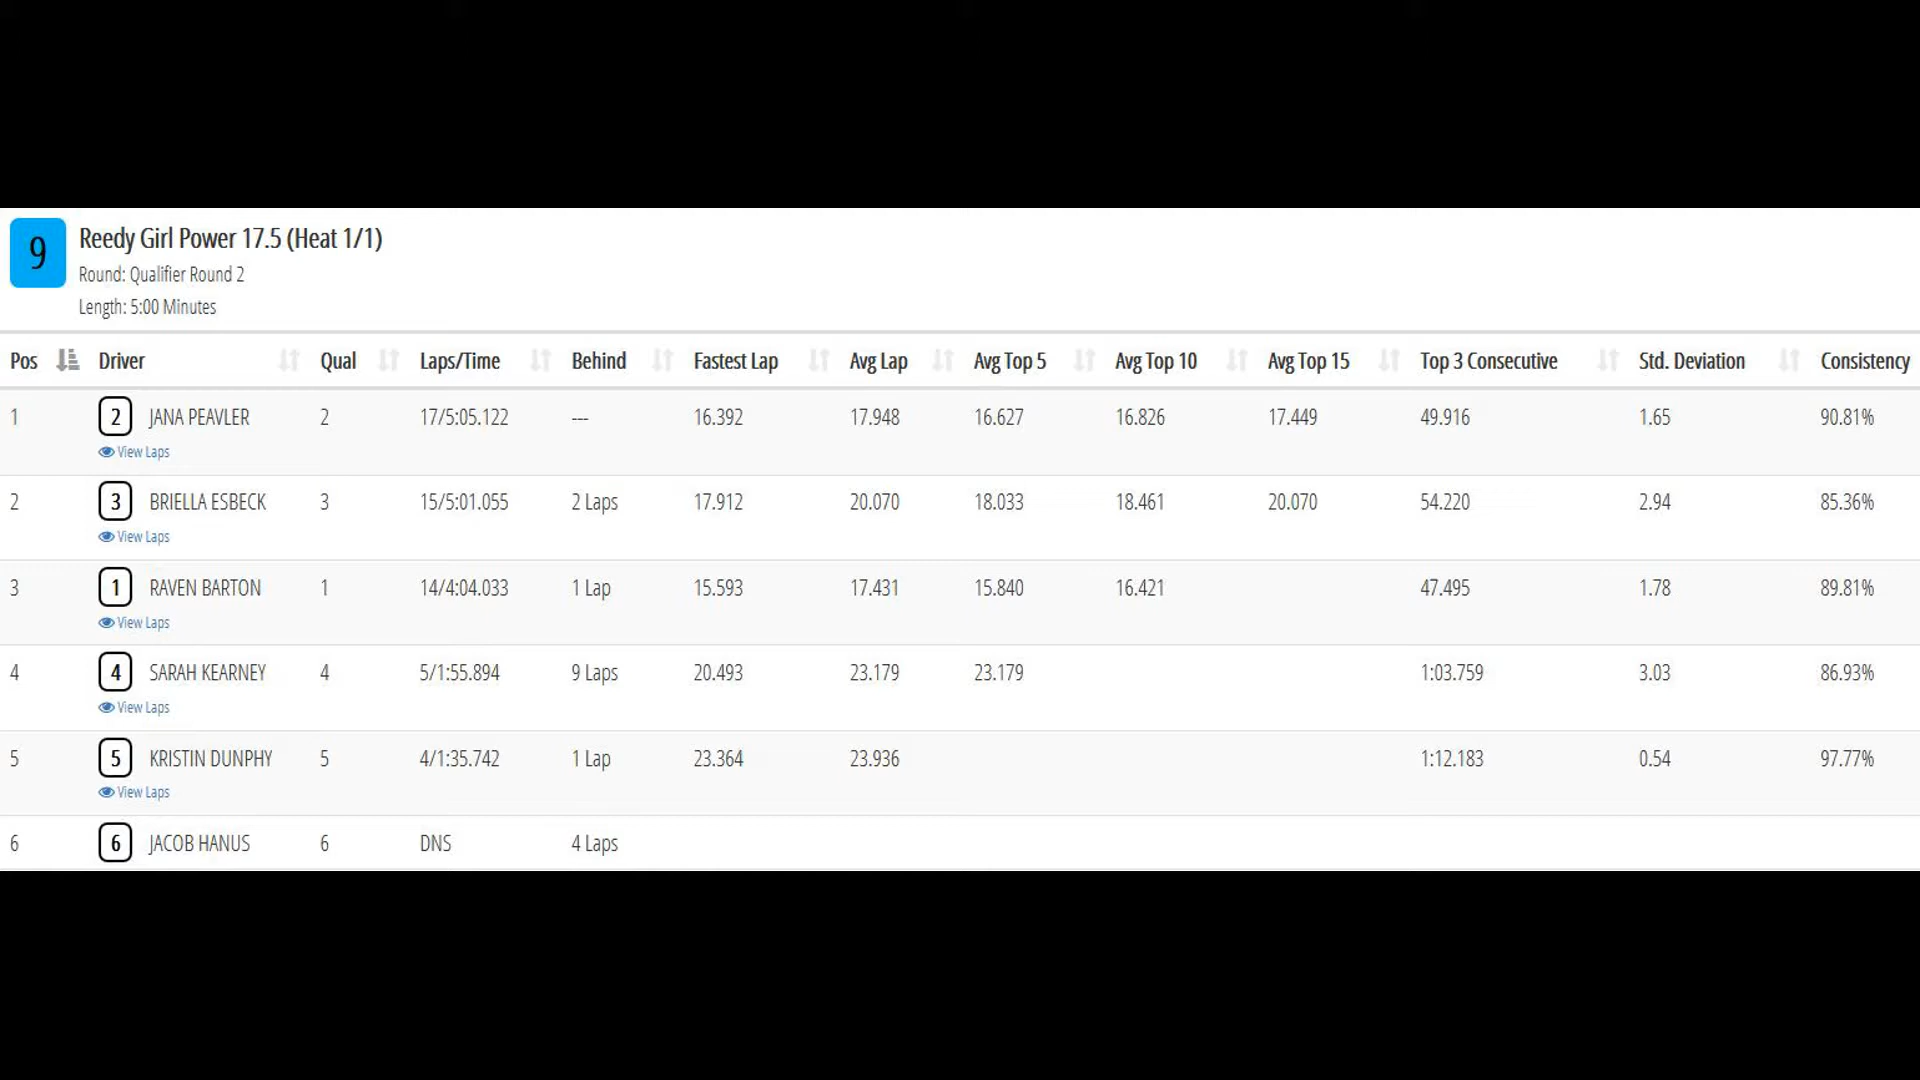 9
Reedy Girl Power 17.5 (Heat 1/1)
Round: Qualifier Round 2
Length: 5:00 Minutes
Pos Driver Qual Laps/Time Behind Fastest Lap Avg Lap Avg Top 5 Avg Top 10 Avg Top 15 Top 3 Consecutive Std. Deviation Consistency
1 2 JANA PEAVLER 2 17/5:05.122 --- 16.392 17.948 16.627 16.826 17.449 49.916 1.65 90.81%
View Laps
2 3 BRIELLA ESBECK 3 15/5:01.055 2 Laps 17.912 20.070 18.033 18.461 20.070 54.220 2.94 85.36%
View Laps
3 1 RAVEN BARTON 1 14/4:04.033 1 Lap 15.593 17.431 15.840 16.421 47.495 1.78 89.81%
View Laps
4 4 SARAH KEARNEY 4 5/1:55.894 9 Laps 20.493 23.179 23.179 1:03.759 3.03 86.93%
View Laps
5 5 KRISTIN DUNPHY 5 4/1:35.742 1 Lap 23.364 23.936 1:12.183 0.54 97.77%
View Laps
6 6 JACOB HANUS 6 DNS 4 Laps